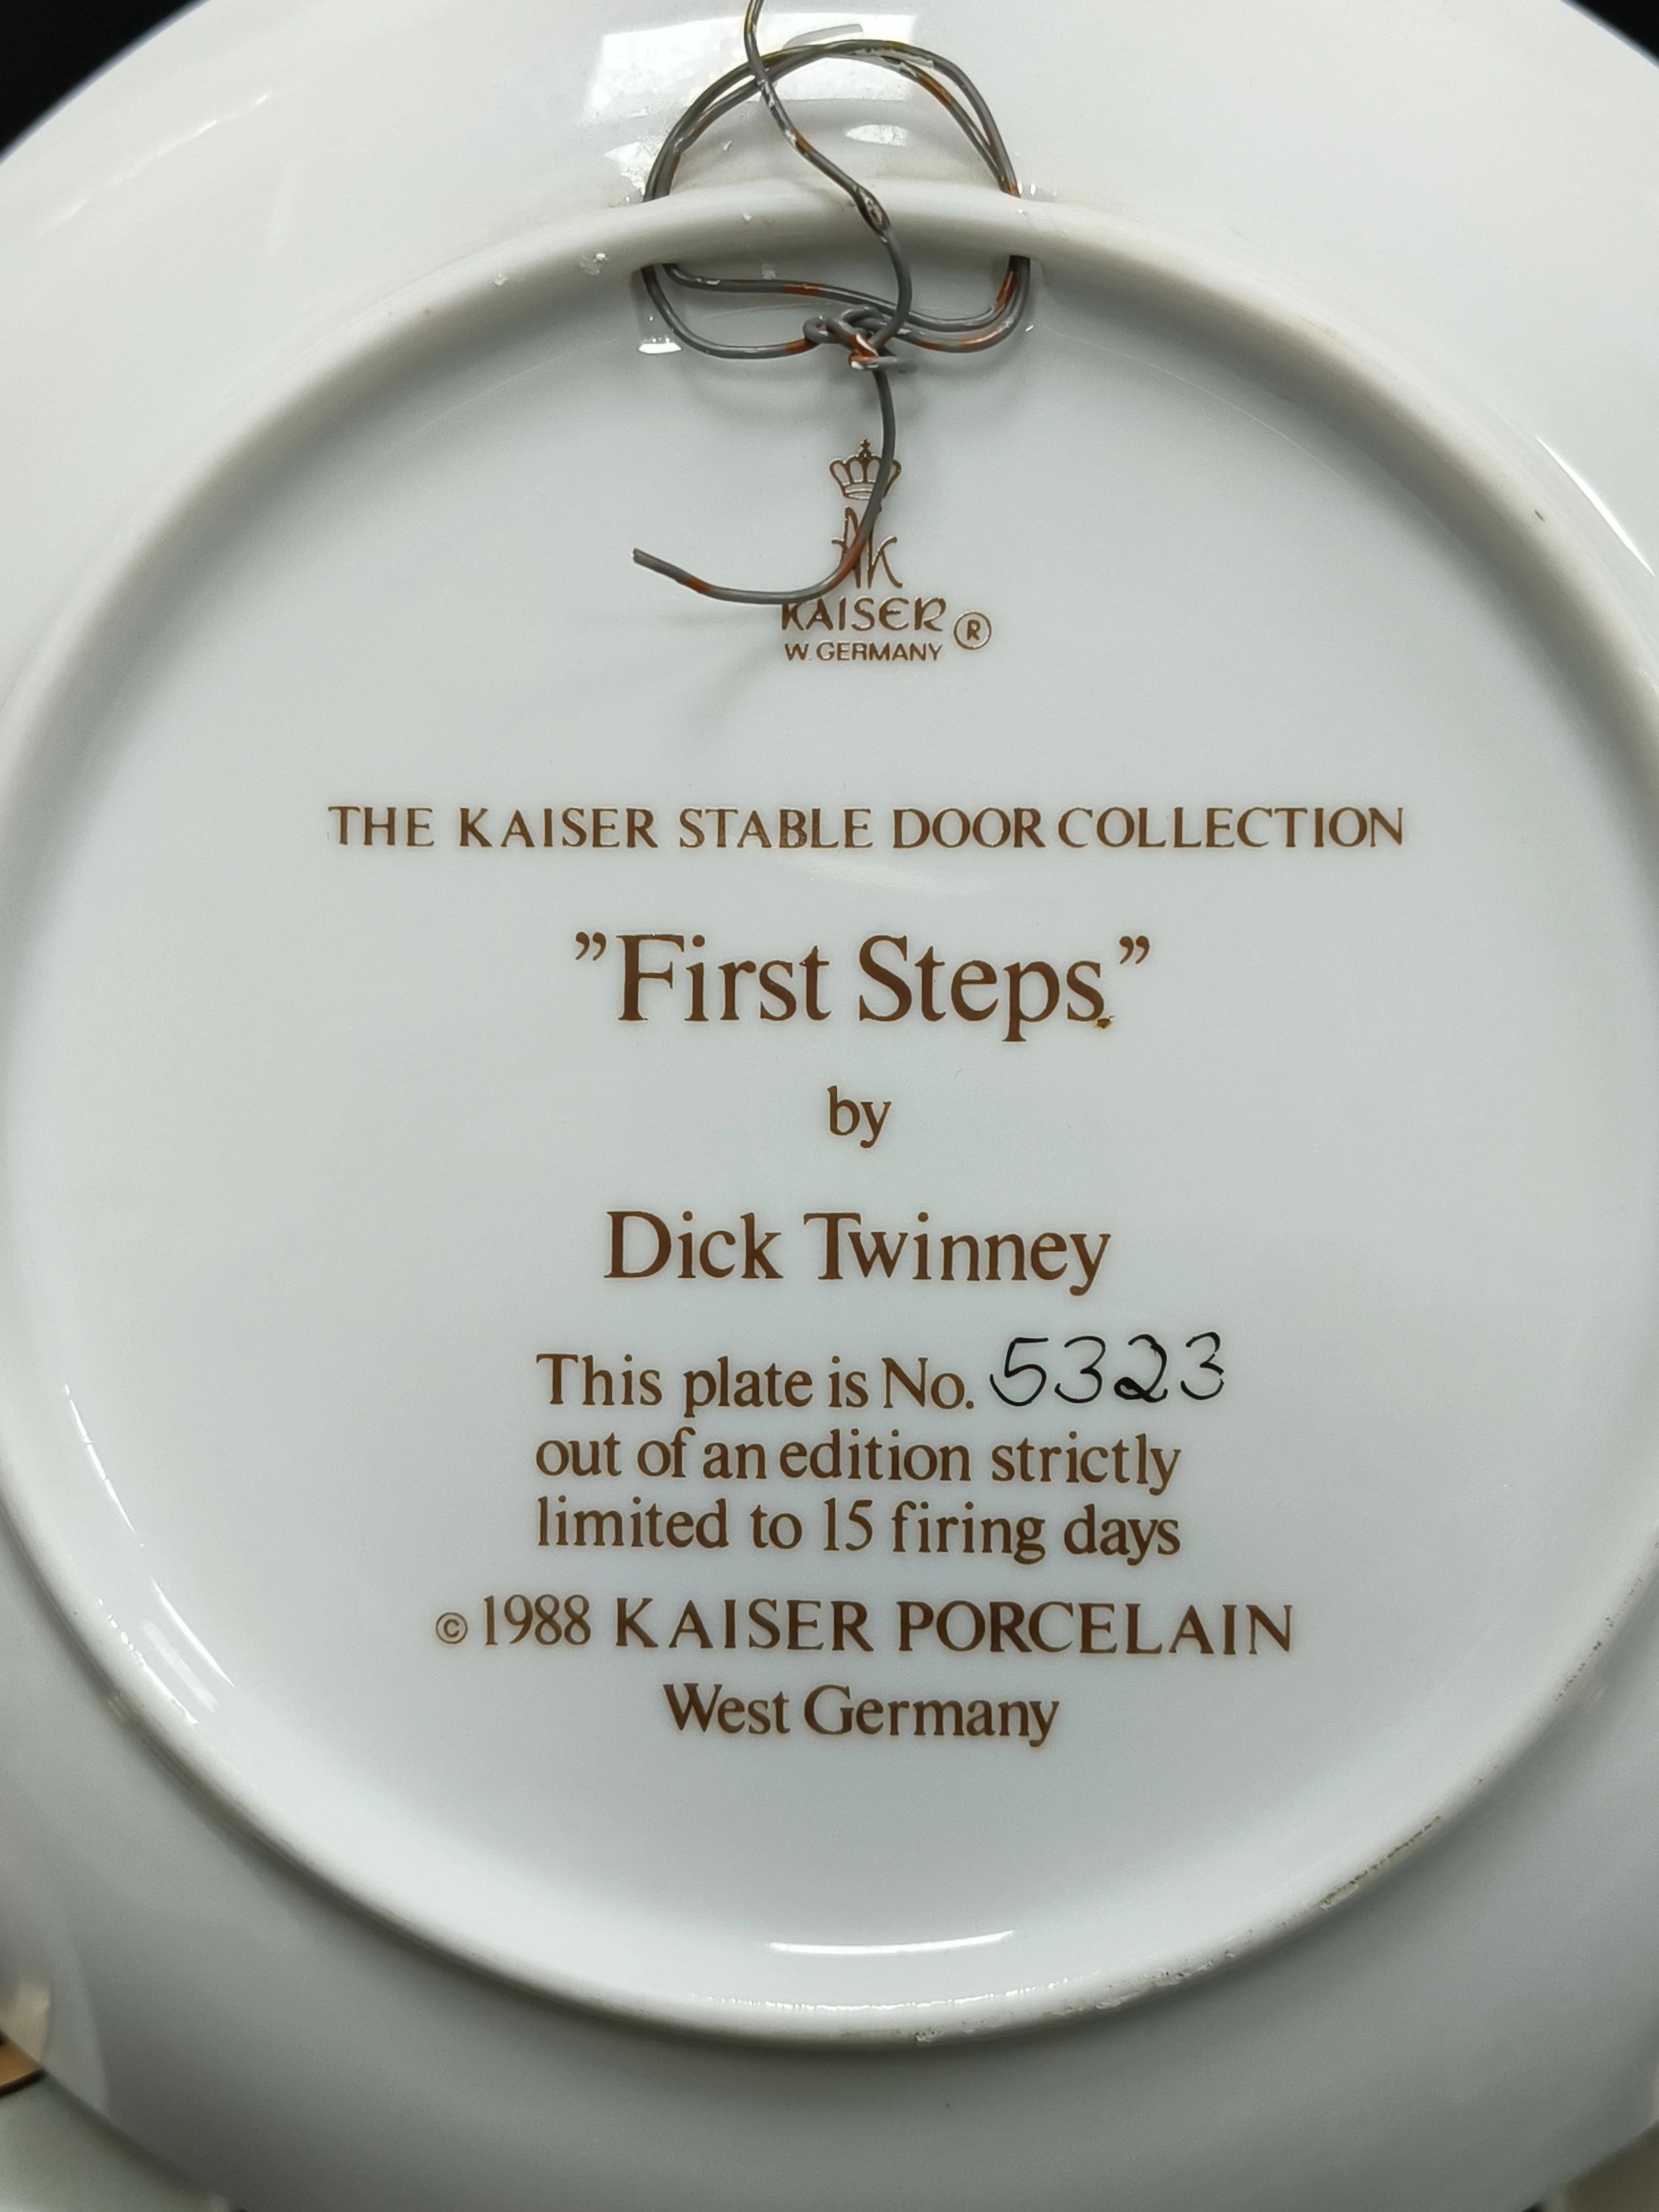 AK
KAISER ®
W. GERMANY
THE KAISER STABLE DOOR COLLECTION
”First Steps”
by
Dick Twinney
This plate is No. 5323
out of an edition strictly
limited to 15 firing days
© 1988 KAISER PORCELAIN
West Germany